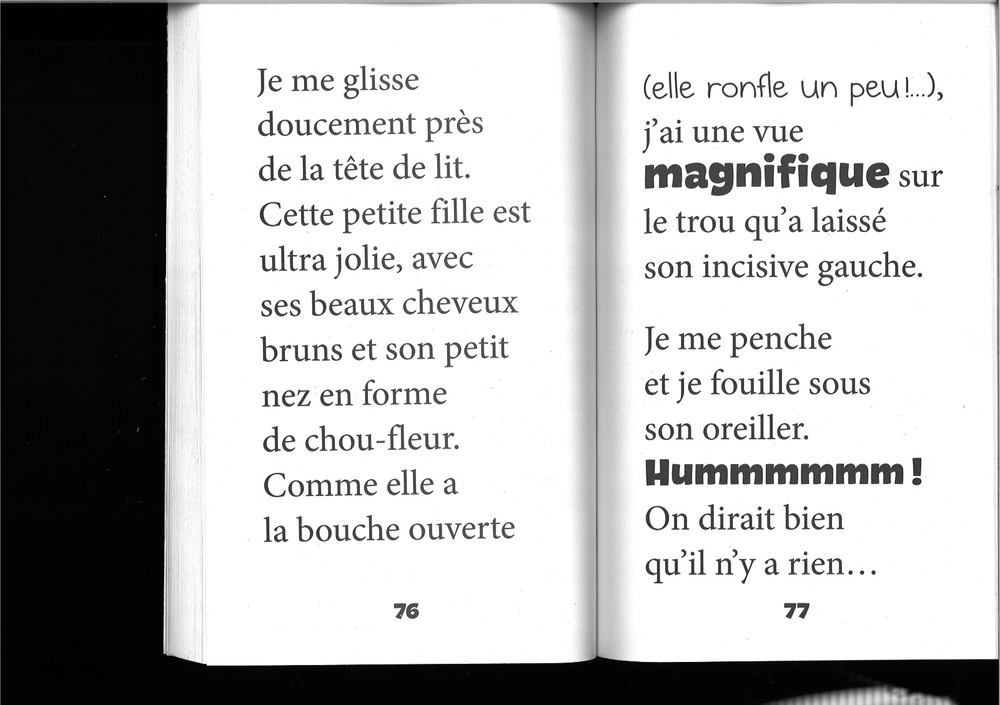 Je me glisse
doucement près
de la tête de lit.
Cette petite fille est
ultra jolie, avec
ses beaux cheveux
bruns et son petit
nez en forme
de chou-fleur.
Comme elle a
la bouche ouverte
76
(elle ronfle un peu !...),
j'ai une vue
magnifique sur
le trou qu'a laissé
son incisive gauche.
Je me penche
et je fouille sous
son oreiller.
Hummmmmm !
On dirait bien
qu'il n'y a rien...
77